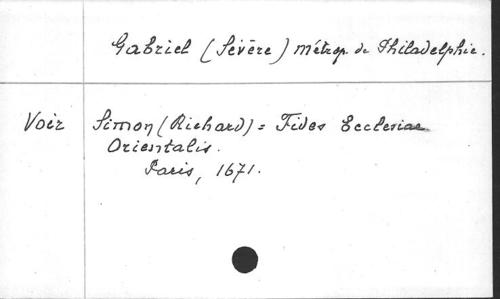 Gabriel (Sévère) métrop. de Philadelphie.
Voir Simon (Richard) = Fides Ecclesiae
Orientalis.
Paris, 1671.